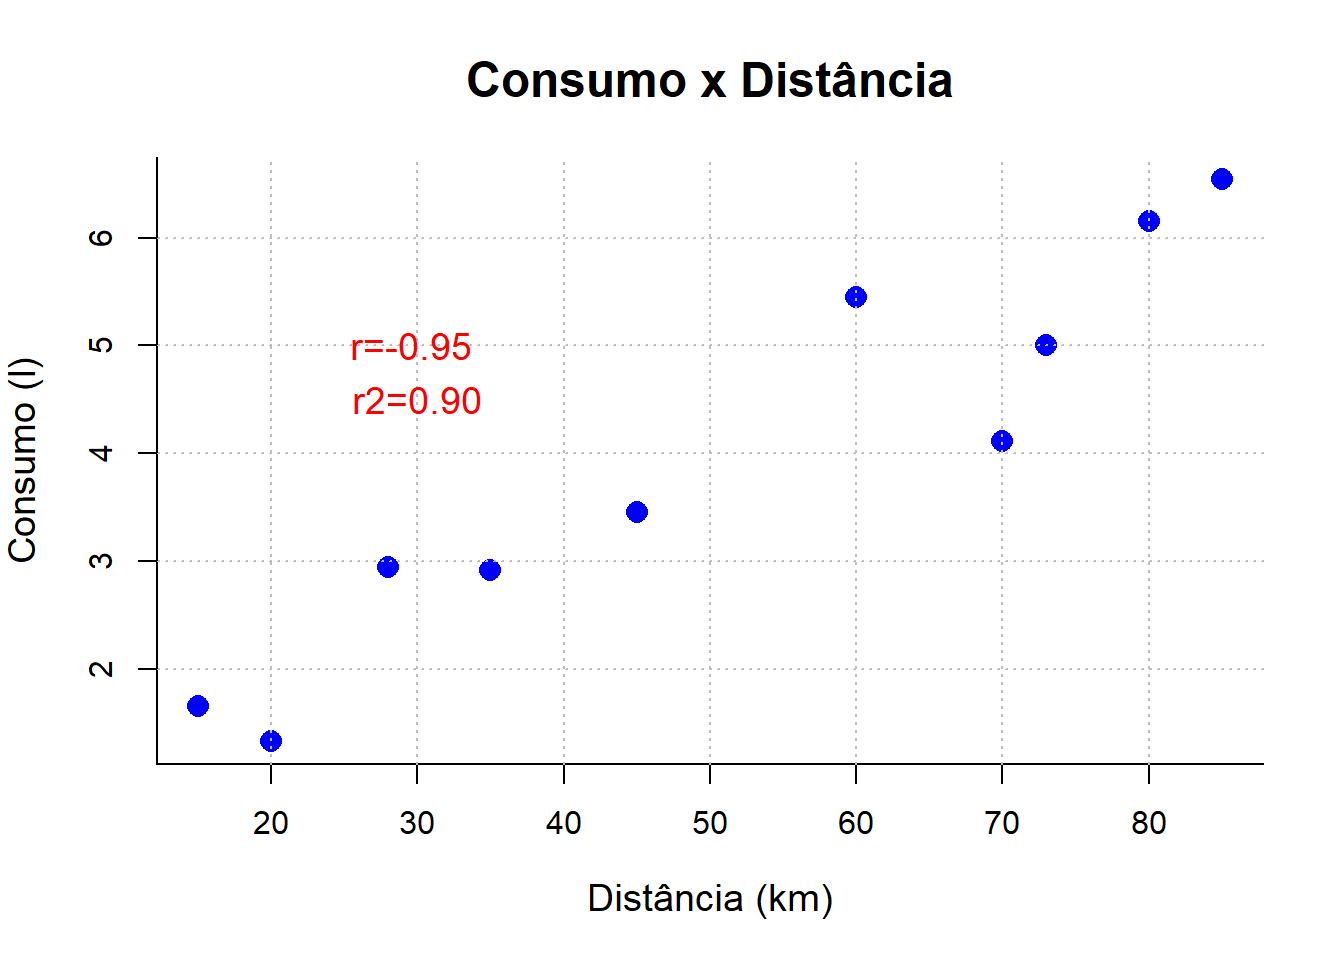 Consumo x Distância
Consumo (l)
6
5
4
3
2
r=-0.95
r2=0.90
20 30 40 50 60 70 80
Distância (km)